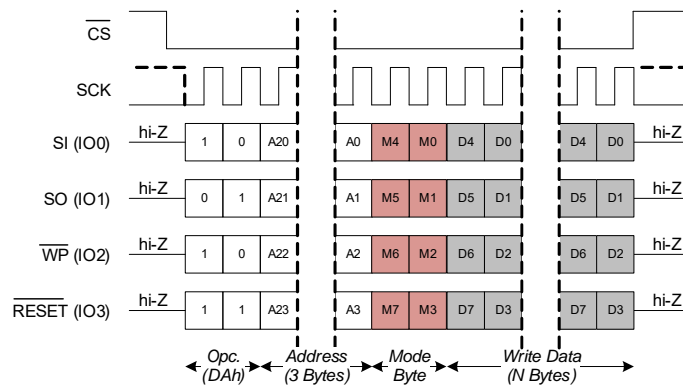 CS
SCK
SI (IO0) hi-Z 1 0 A20 A0 M4 M0 D4 D0 D4 D0 hi-Z
SO (IO1) hi-Z 0 1 A21 A1 M5 M1 D5 D1 D5 D1 hi-Z
WP (IO2) hi-Z 1 0 A22 A2 M6 M2 D6 D2 D6 D2 hi-Z
RESET (IO3) hi-Z 1 1 A23 A3 M7 M3 D7 D3 D7 D3 hi-Z
Opc. Address Mode Write Data
(DAh) (3 Bytes) Byte (N Bytes)